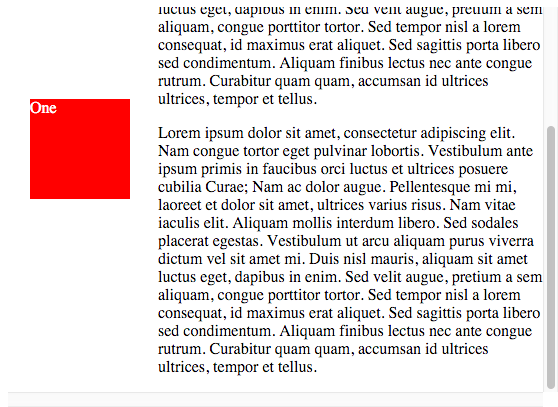 luctus eget, dapibus in enim. Sed velit augue, pretium a sem
aliquam, congue porttitor tortor. Sed tempor nisl a lorem
consequat, id maximus erat aliquet. Sed sagittis porta libero
sed condimentum. Aliquam finibus lectus nec ante congue
rutrum. Curabitur quam quam, accumsan id ultrices
ultrices, tempor et tellus.
One
Lorem ipsum dolor sit amet, consectetur adipiscing elit.
Nam congue tortor eget pulvinar lobortis. Vestibulum ante
ipsum primis in faucibus orci luctus et ultrices posuere
cubilia Curae; Nam ac dolor augue. Pellentesque mi mi,
laoreet et dolor sit amet, ultrices varius risus. Nam vitae
iaculis elit. Aliquam mollis interdum libero. Sed sodales
placerat egestas. Vestibulum ut arcu aliquam purus viverra
dictum vel sit amet mi. Duis nisl mauris, aliquam sit amet
luctus eget, dapibus in enim. Sed velit augue, pretium a sem
aliquam, congue porttitor tortor. Sed tempor nisl a lorem
consequat, id maximus erat aliquet. Sed sagittis porta libero
sed condimentum. Aliquam finibus lectus nec ante congue
rutrum. Curabitur quam quam, accumsan id ultrices
ultrices, tempor et tellus.